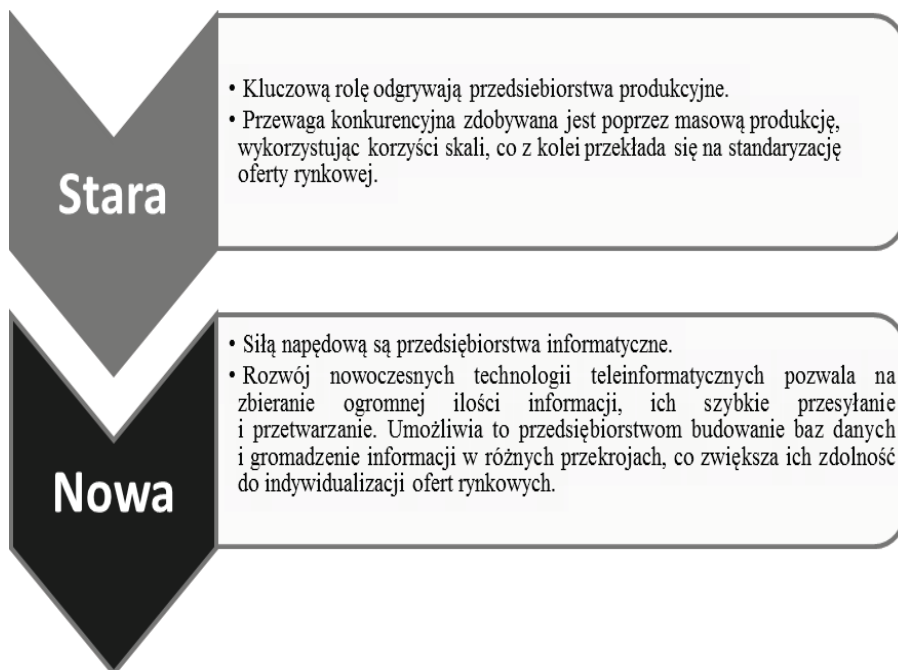 Stara
• Kluczową rolę odgrywają przedsiebiorstwa produkcyjne.
• Przewaga konkurencyjna zdobywana jest poprzez masową produkcję,
wykorzystując korzyści skali, co z kolei przekłada się na standaryzację
oferty rynkowej.
Nowa
• Siłą napędową są przedsiębiorstwa informatyczne.
• Rozwój nowoczesnych technologii teleinformatycznych pozwala na
zbieranie ogromnej ilości informacji, ich szybkie przesyłanie
i przetwarzanie. Umożliwia to przedsiębiorstwom budowanie baz danych
i gromadzenie informacji w różnych przekrojach, co zwiększa ich zdolność
do indywidualizacji ofert rynkowych.